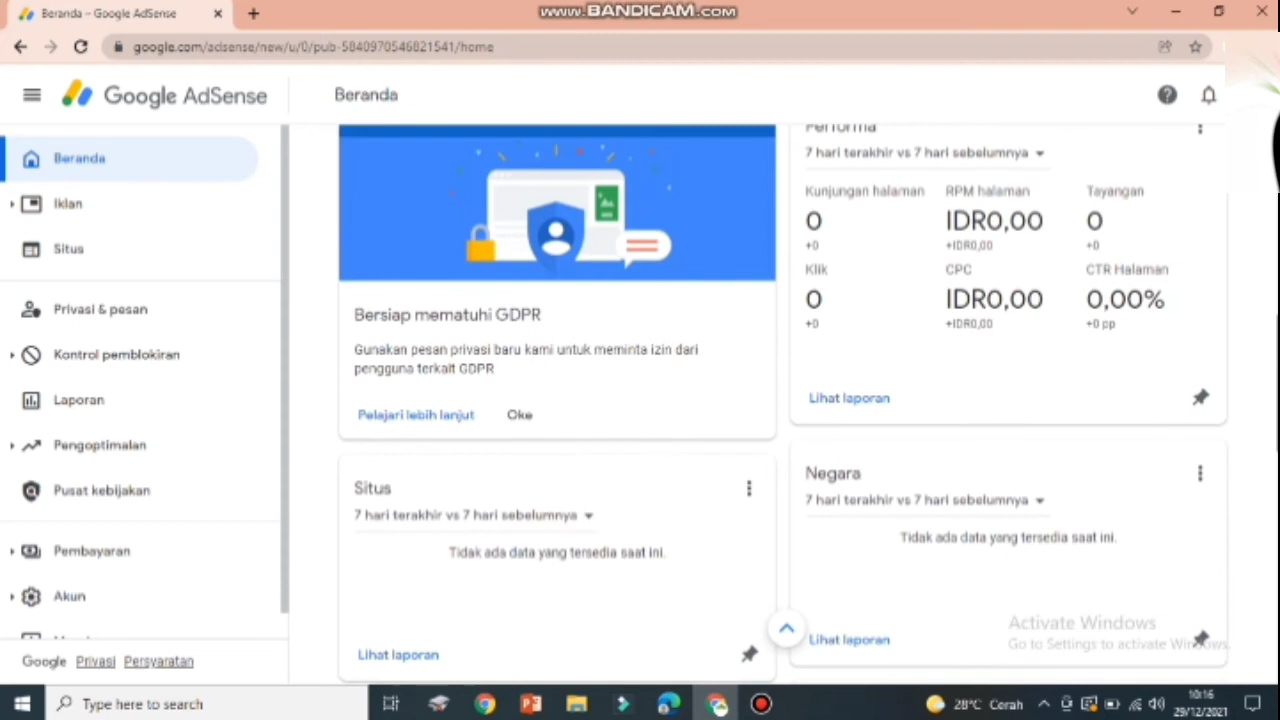 Beranda – Google AdSense
www.BANDICAM.com
google.com/adsense/new/u/0/pub-5840970546821541/home
Google AdSense
Beranda
Beranda
Iklan
Situs
Privasi & pesan
Kontrol pemblokiran
Laporan
Pengoptimalan
Pusat kebijakan
Pembayaran
Akun
Google Privasi Persyaratan
Bersiap mematuhi GDPR
Gunakan pesan privasi baru kami untuk meminta izin dari
pengguna terkait GDPR
Pelajari lebih lanjut Oke
Performa
7 hari terakhir vs 7 hari sebelumnya
Kunjungan halaman RPM halaman Tayangan
0 IDR0,00 0
+0 +IDR0,00 +0
Klik CPC CTR Halaman
0 IDR0,00 0,00%
+0 +IDR0,00 +0 pp
Lihat laporan
Situs
7 hari terakhir vs 7 hari sebelumnya
Tidak ada data yang tersedia saat ini.
Lihat laporan
Negara
7 hari terakhir vs 7 hari sebelumnya
Tidak ada data yang tersedia saat ini.
Lihat laporan
Activate Windows
Go to Settings to activate Windows.
Type here to search
28°C Cerah
10:16
29/12/2021